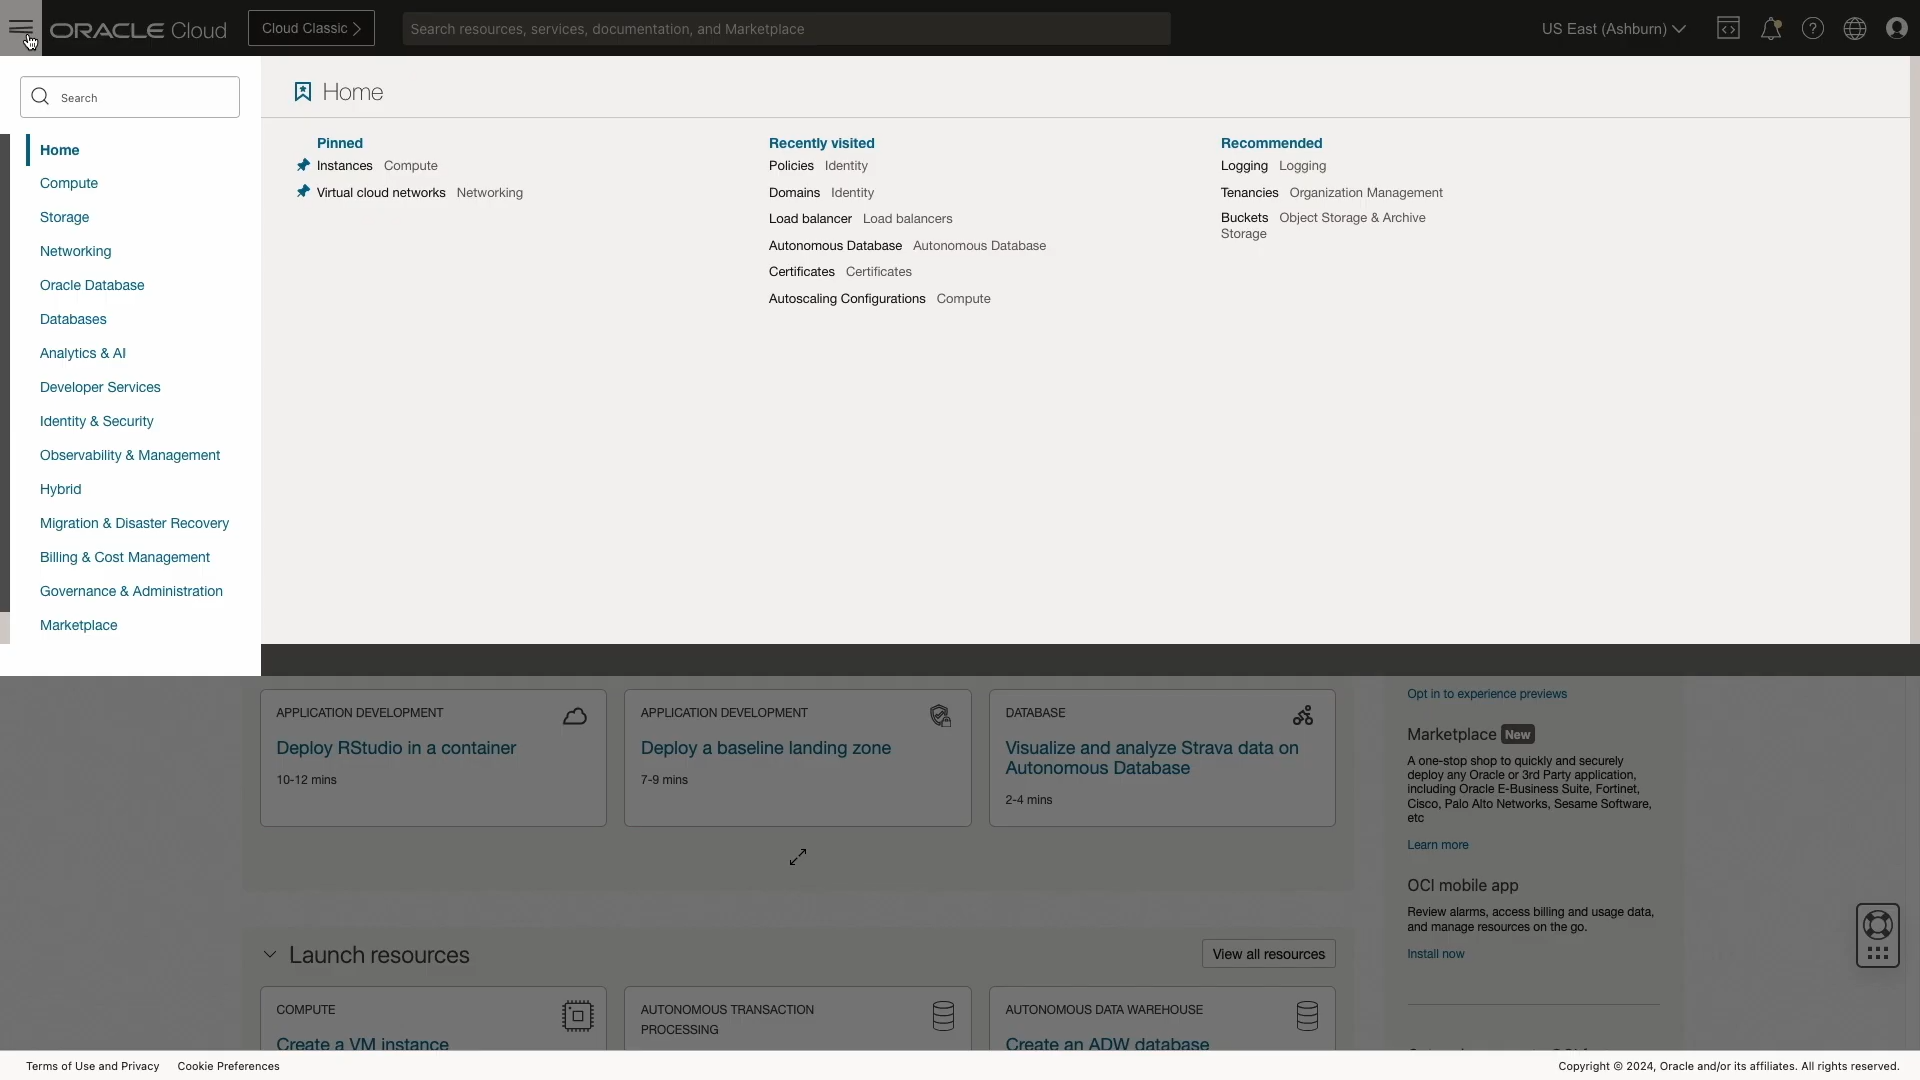 ORACLE Cloud
Cloud Classic
Search resources, services, documentation, and Marketplace
US East (Ashburn)
Search
Home
Compute
Storage
Networking
Oracle Database
Databases
Analytics & AI
Developer Services
Identity & Security
Observability & Management
Hybrid
Migration & Disaster Recovery
Billing & Cost Management
Governance & Administration
Marketplace
Home
Pinned
Instances Compute
Virtual cloud networks Networking
Recently visited
Policies Identity
Domains Identity
Load balancer Load balancers
Autonomous Database Autonomous Database
Certificates Certificates
Autoscaling Configurations Compute
Recommended
Logging Logging
Tenancies Organization Management
Buckets Object Storage & Archive
Storage
APPLICATION DEVELOPMENT
Deploy RStudio in a container
10-12 mins
APPLICATION DEVELOPMENT
Deploy a baseline landing zone
7-9 mins
DATABASE
Visualize and analyze Strava data on
Autonomous Database
2-4 mins
Launch resources
View all resources
COMPUTE
Create a VM instance
AUTONOMOUS TRANSACTION
PROCESSING
AUTONOMOUS DATA WAREHOUSE
Create an ADW database
Opt in to experience previews
Marketplace New
A one-stop shop to quickly and securely
deploy any Oracle or 3rd Party application,
including Oracle E-Business Suite, Fortinet,
Cisco, Palo Alto Networks, Sesame Software,
etc
Learn more
OCI mobile app
Review alarms, access billing and usage data,
and manage resources on the go.
Install now
Terms of Use and Privacy
Cookie Preferences
Copyright © 2024, Oracle and/or its affiliates. All rights reserved.